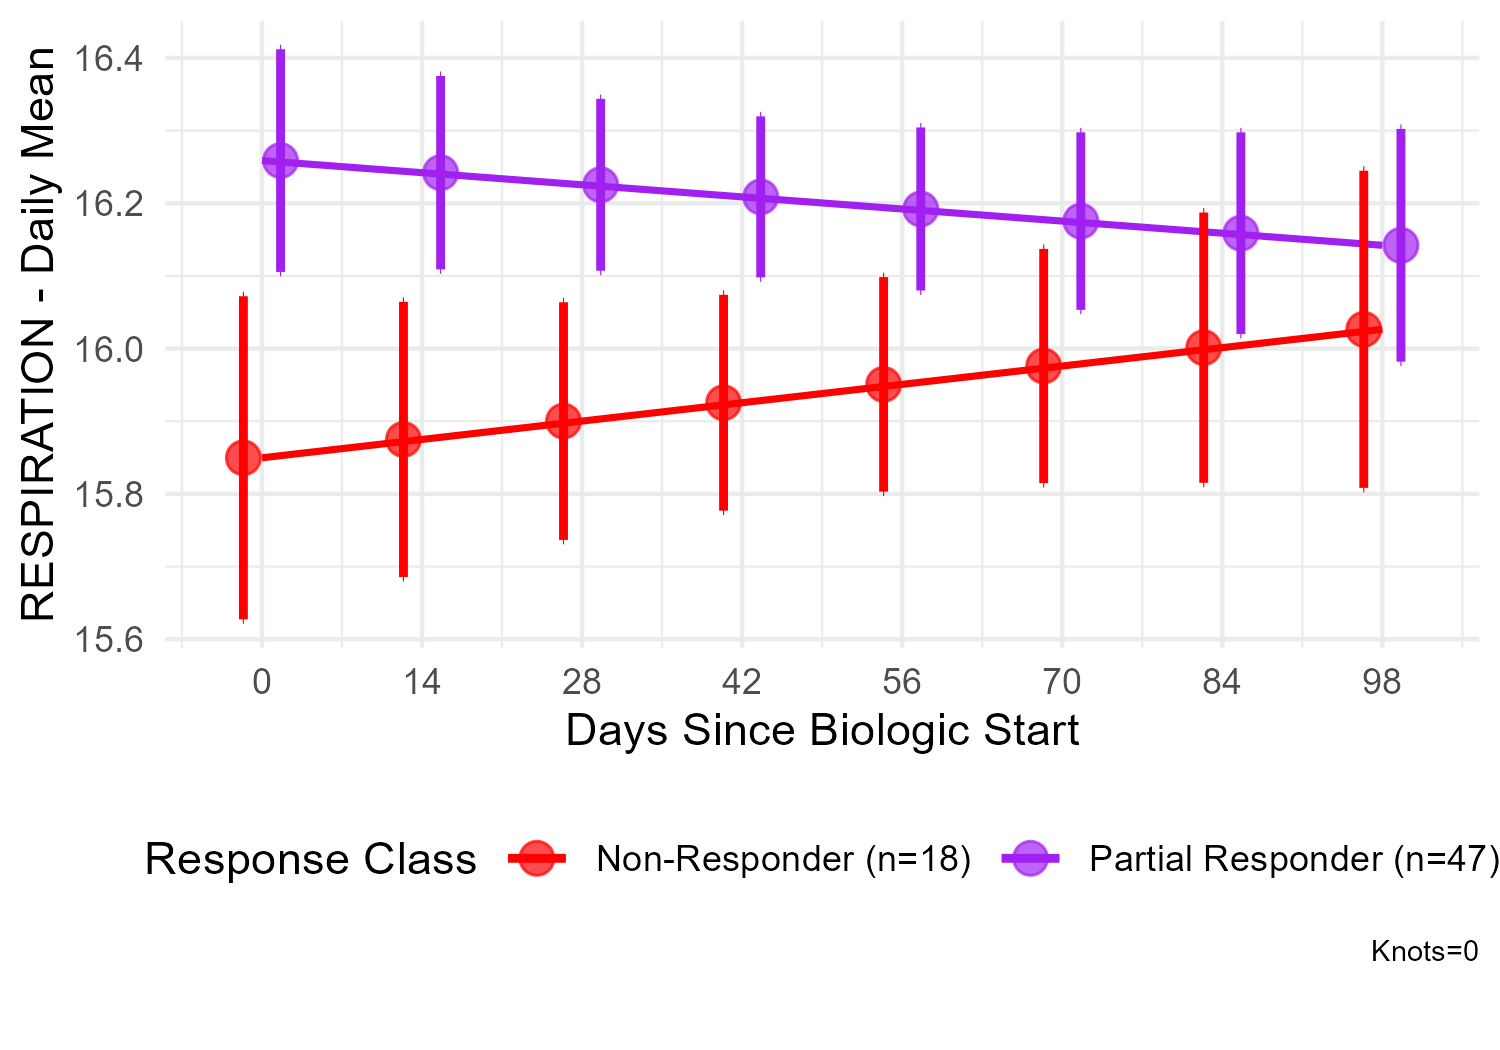 RESPIRATION - Daily Mean
16.4
16.2
16.0
15.8
15.6
0 14 28 42 56 70 84 98
Days Since Biologic Start
Response Class Non-Responder (n=18) Partial Responder (n=47)
Knots=0